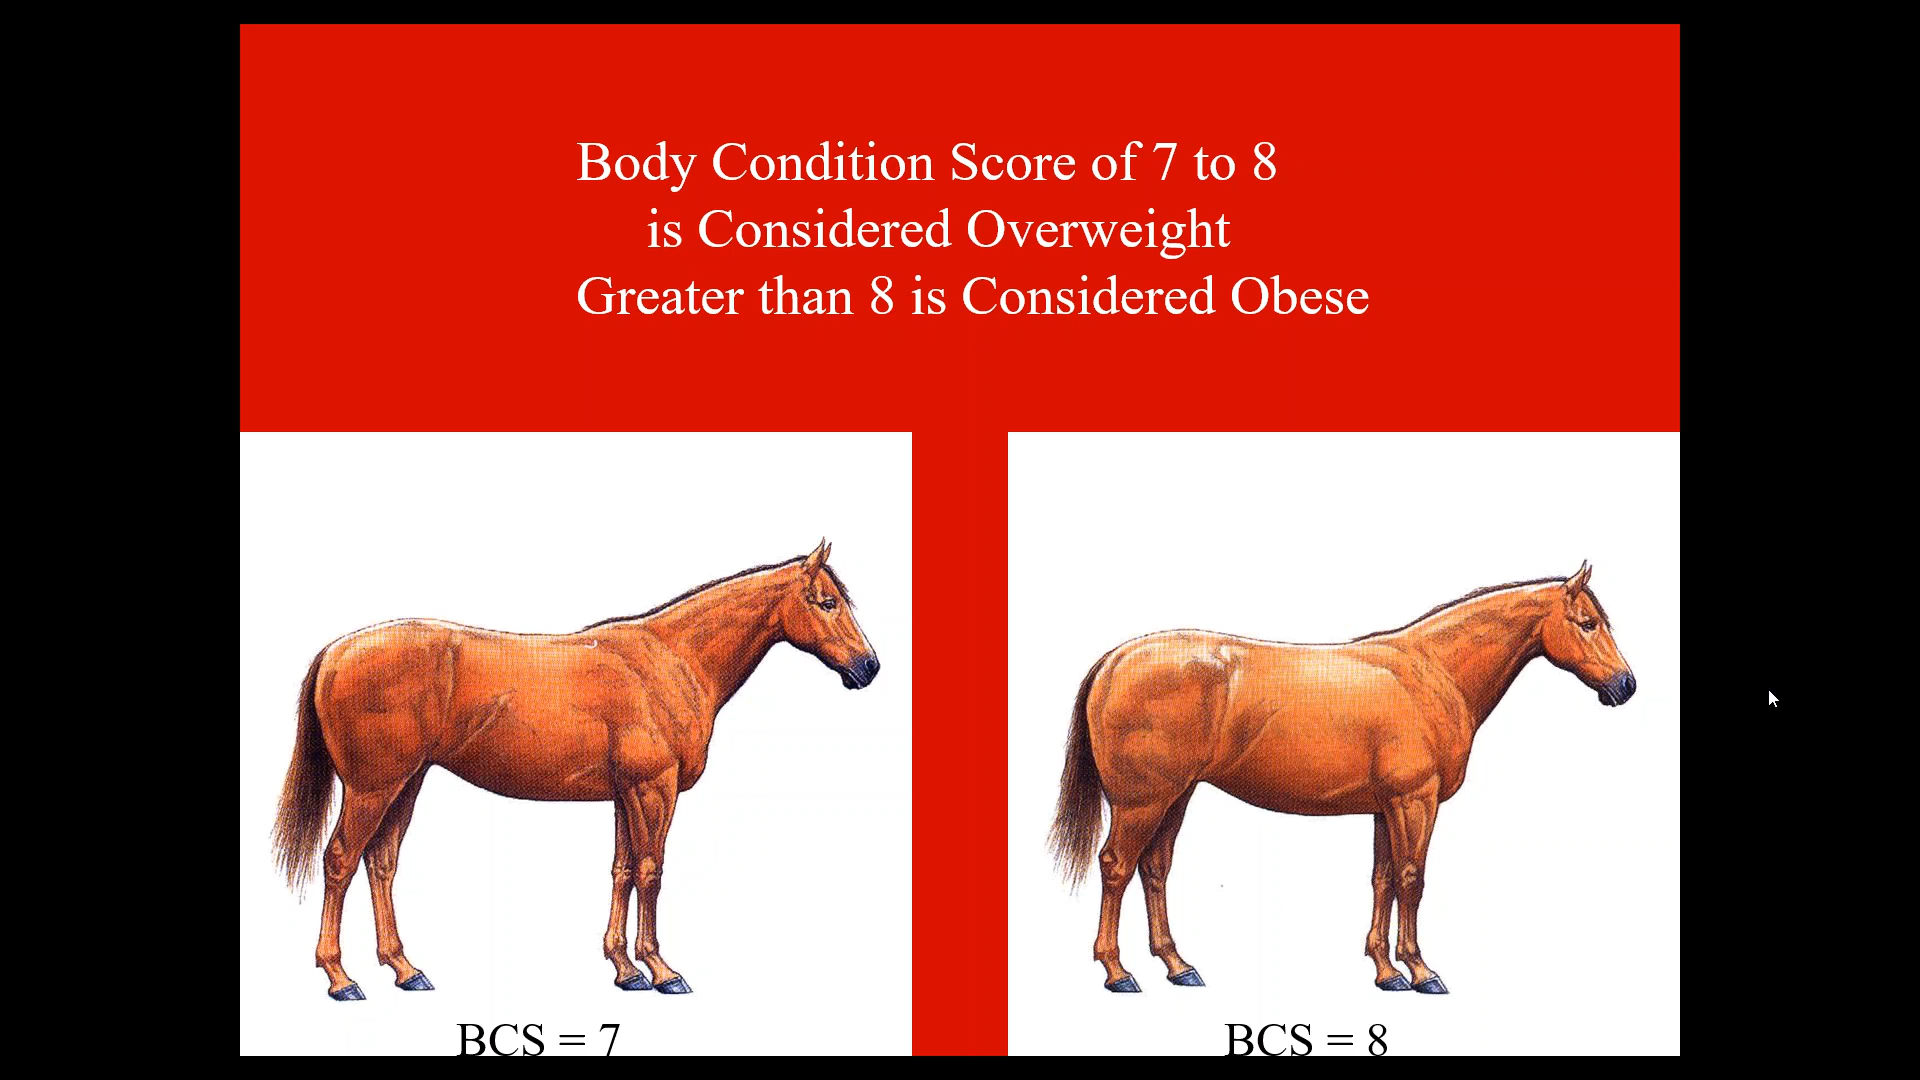 Body Condition Score of 7 to 8
is Considered Overweight
Greater than 8 is Considered Obese
BCS = 7
BCS = 8